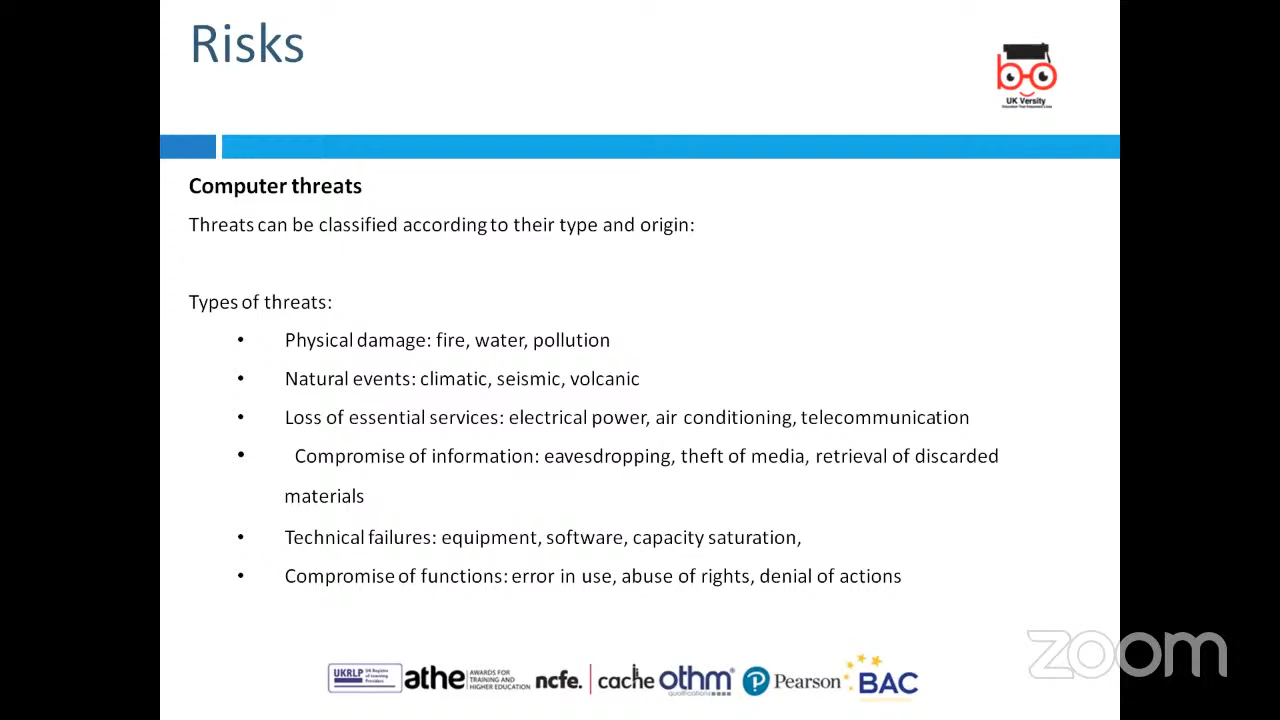 Risks
UK Versity
Computer threats
Threats can be classified according to their type and origin:
Types of threats:
• Physical damage: fire, water, pollution
• Natural events: climatic, seismic, volcanic
• Loss of essential services: electrical power, air conditioning, telecommunication
• Compromise of information: eavesdropping, theft of media, retrieval of discarded
materials
• Technical failures: equipment, software, capacity saturation,
• Compromise of functions: error in use, abuse of rights, denial of actions
UKRLP UK Register of Learning Providers
athe AWARDS FOR TRAINING AND HIGHER EDUCATION
ncfe. cache
othm qualifications
Pearson
BAC
zoom